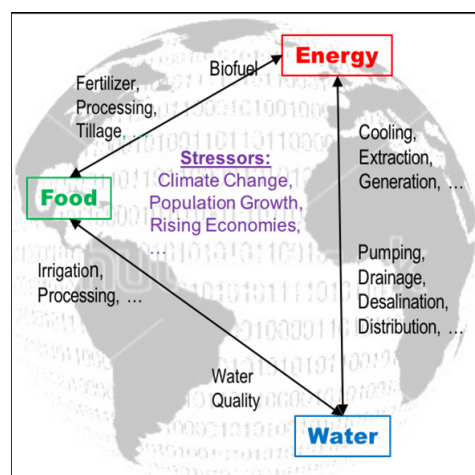 Energy
Biofuel
Fertilizer,
Processing,
Tillage, ...
Cooling,
Extraction,
Generation, ...
Stressors:
Climate Change,
Population Growth,
Rising Economies,
...
Food
Irrigation,
Processing, ...
Pumping,
Drainage,
Desalination,
Distribution, ...
Water
Quality
Water